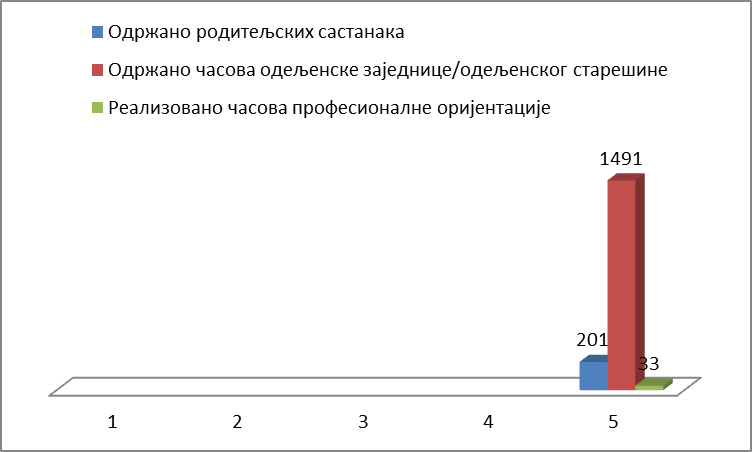 Одржано родитељских састанака
Одржано часова одељенске заједнице/одељенског старешине
Реализовано часова професионалне оријентације
1491
201
33
1 2 3 4 5